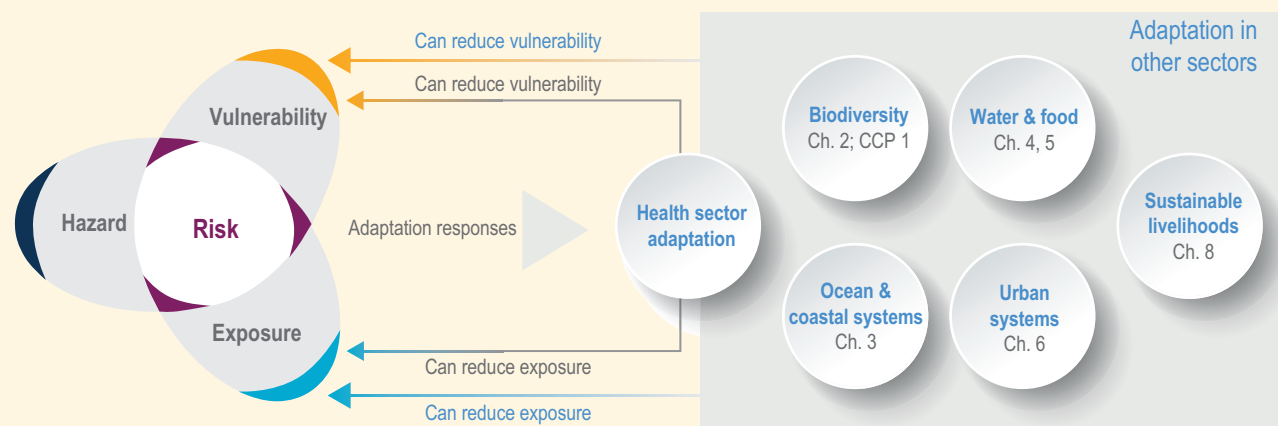 Can reduce vulnerability
Can reduce vulnerability
Vulnerability
Hazard
Risk
Exposure
Adaptation responses
Can reduce exposure
Can reduce exposure
Health sector
adaptation
Adaptation in
other sectors
Biodiversity
Ch. 2; CCP 1
Water & food
Ch. 4, 5
Sustainable
livelihoods
Ch. 8
Ocean &
coastal systems
Ch. 3
Urban
systems
Ch. 6